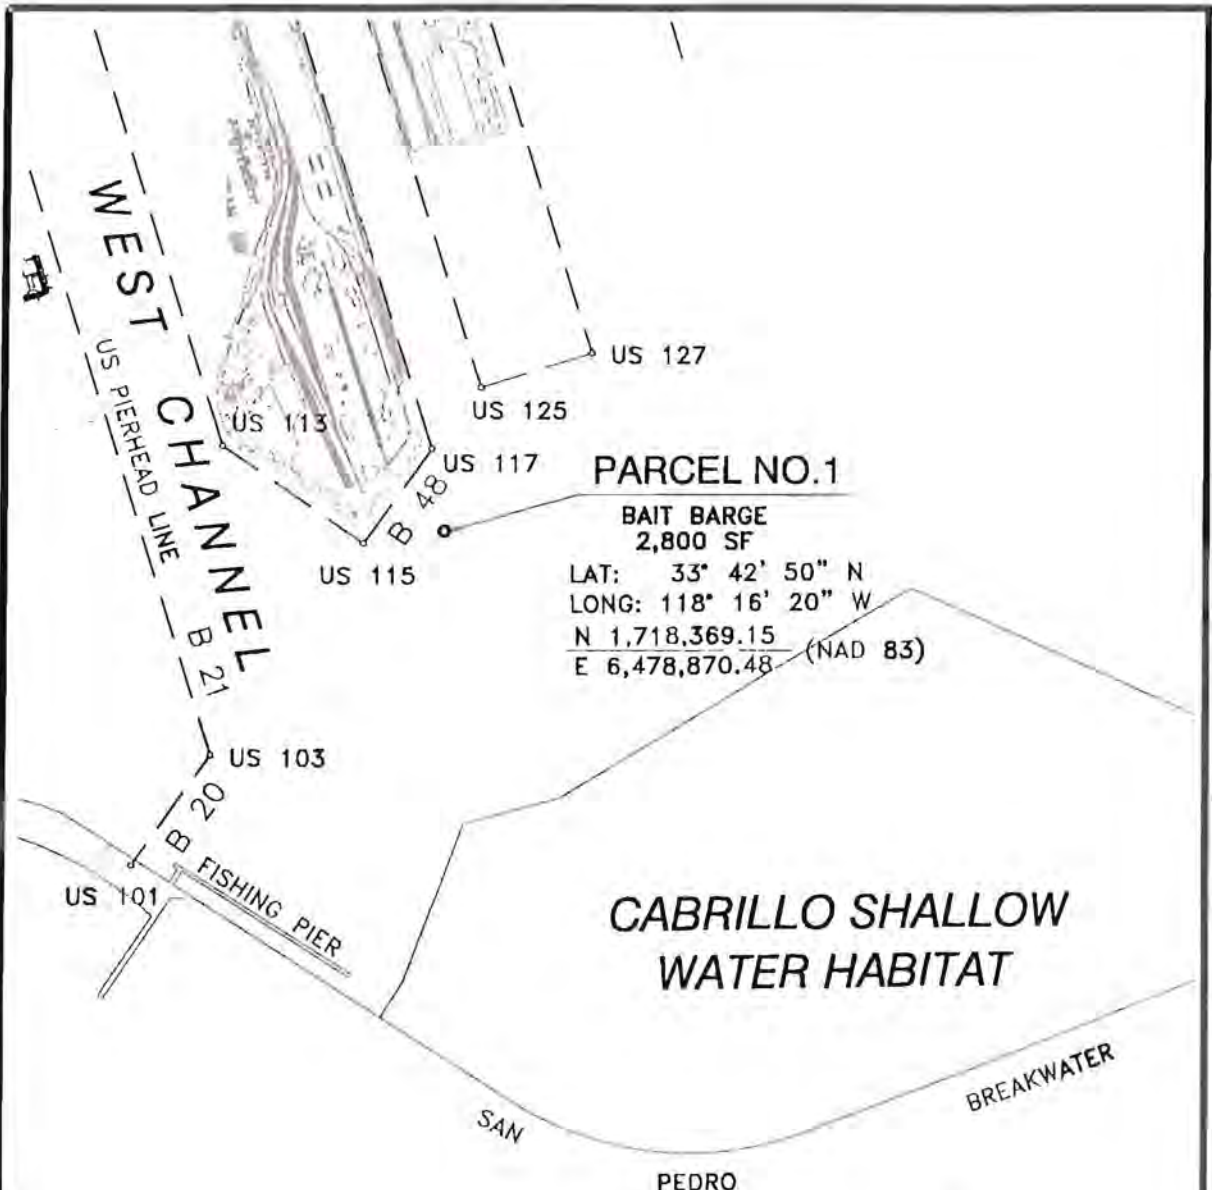 WEST CHANNEL
US PIERHEAD LINE
B 21
US 113
US 127
US 125
US 117
B 48
US 115
PARCEL NO.1
BAIT BARGE
2,800 SF
LAT: 33° 42' 50" N
LONG: 118° 16' 20" W
N 1,718,369.15
E 6,478,870.48
(NAD 83)
US 103
B 20
US 101
FISHING PIER
CABRILLO SHALLOW
WATER HABITAT
SAN
PEDRO
BREAKWATER